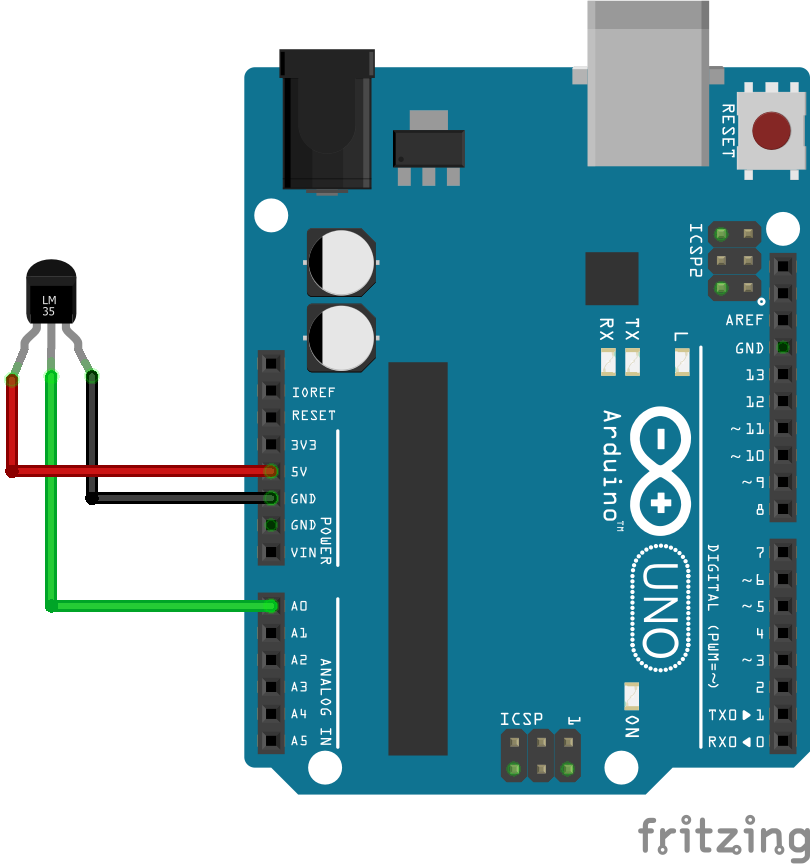 LM
35
RESET
ICSP2
RX
TX
L
AREF
GND
13
12
~11
~10
~9
8
IOREF
RESET
3V3
5V
GND
GND
VIN
POWER
Arduino™
UNO
DIGITAL (PWM=~)
7
~6
~5
4
~3
2
TX0▶1
RX0◀0
A0
A1
A2
A3
A4
A5
ANALOG IN
ICSP
1
ON
fritzing